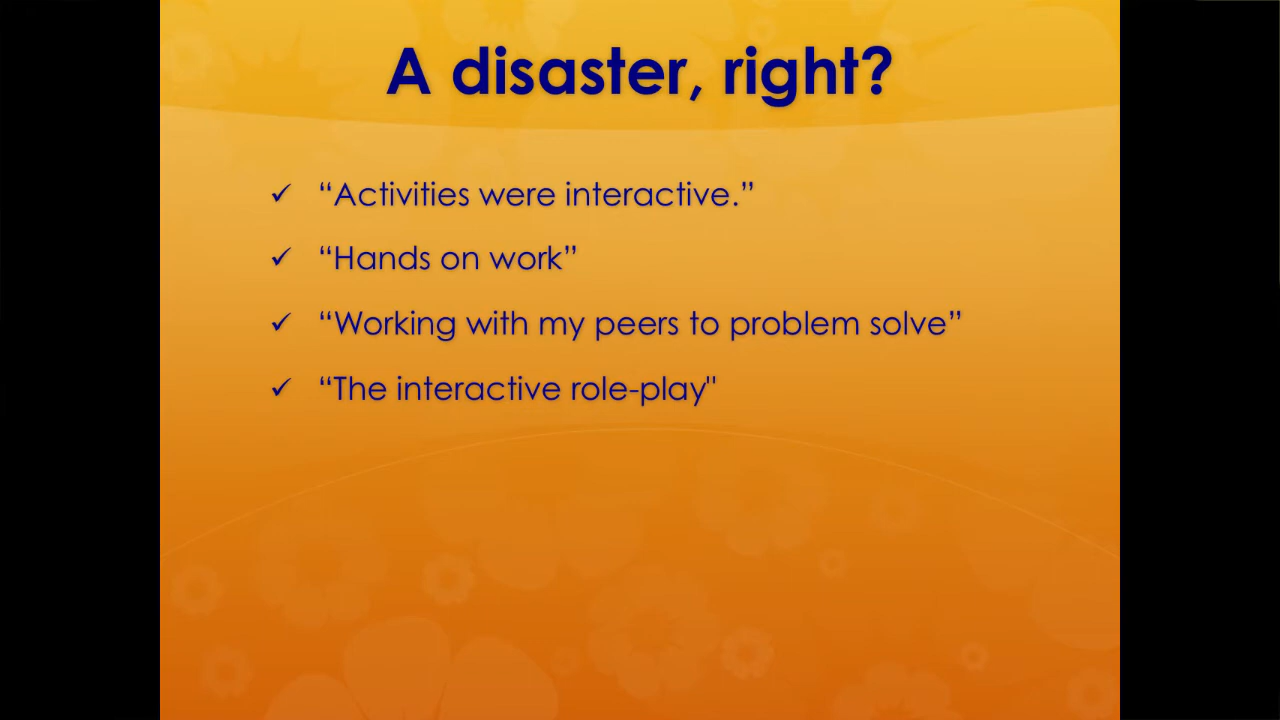 A disaster, right?
✓ “Activities were interactive.”
✓ “Hands on work”
✓ “Working with my peers to problem solve”
✓ “The interactive role-play"